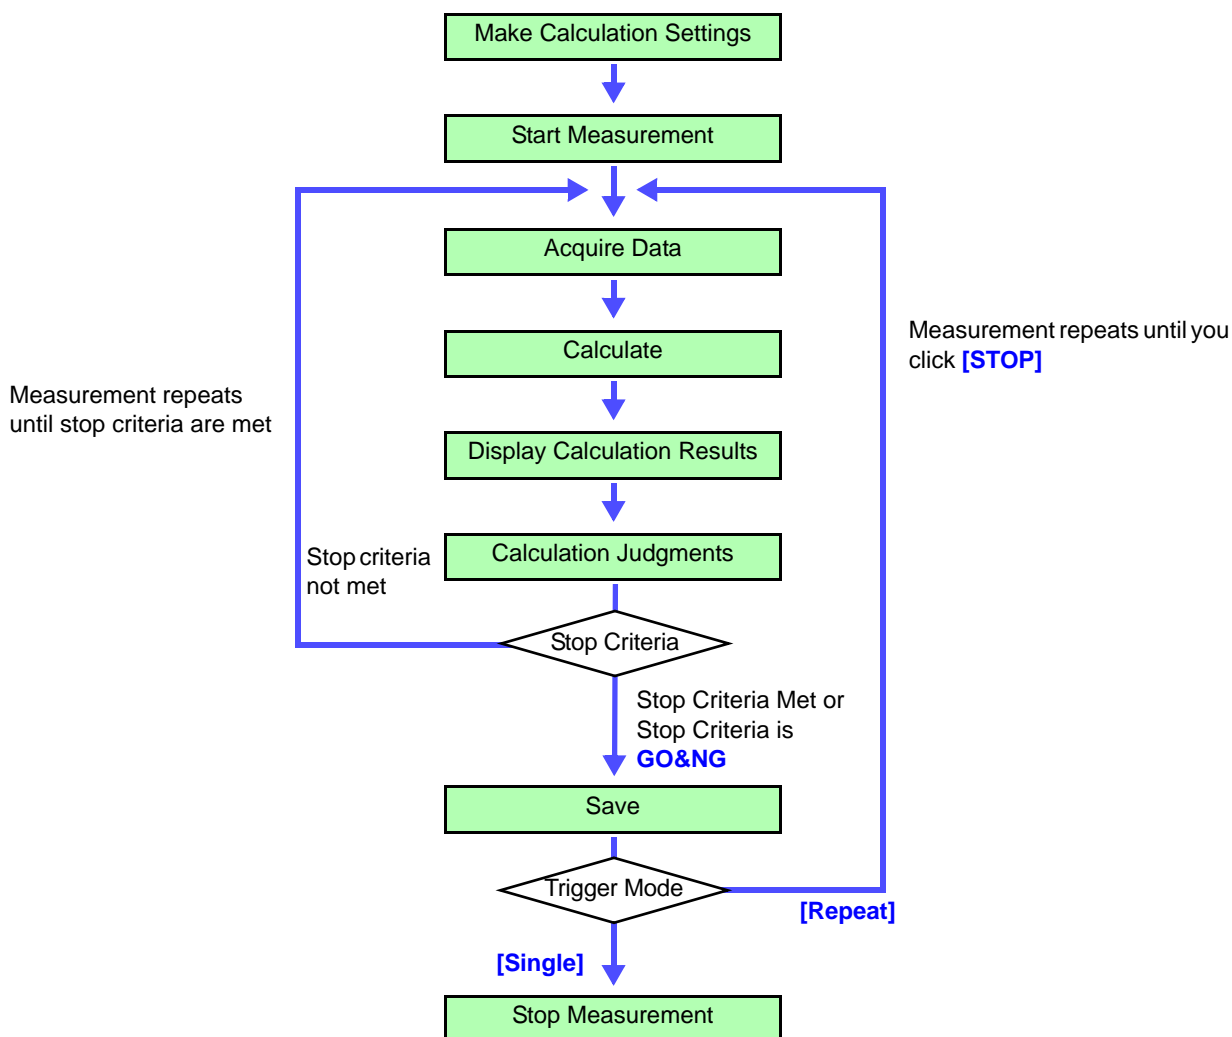 Make Calculation Settings
Start Measurement
Acquire Data
Measurement repeats until you
click [STOP]
Calculate
Measurement repeats
until stop criteria are met
Display Calculation Results
Calculation Judgments
Stop criteria
not met
Stop Criteria
Stop Criteria Met or
Stop Criteria is
GO&NG
Save
Trigger Mode
[Repeat]
[Single]
Stop Measurement